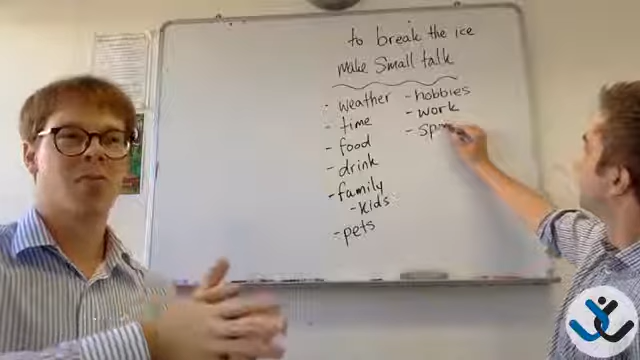 to break the ice
make Small talk
- weather
- time
- food
- drink
- family
- kids
- pets
- hobbies
- work